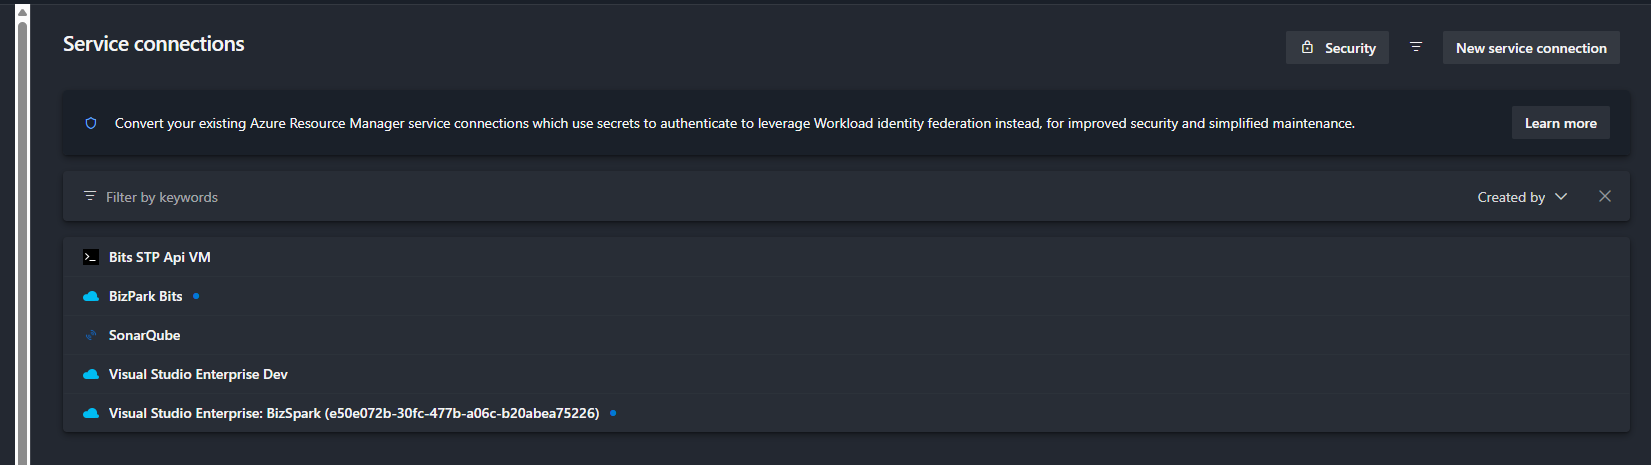 Service connections
Security
New service connection
Convert your existing Azure Resource Manager service connections which use secrets to authenticate to leverage Workload identity federation instead, for improved security and simplified maintenance.
Learn more
Filter by keywords
Created by
Bits STP Api VM
BizPark Bits
SonarQube
Visual Studio Enterprise Dev
Visual Studio Enterprise: BizSpark (e50e072b-30fc-477b-a06c-b20abea75226)